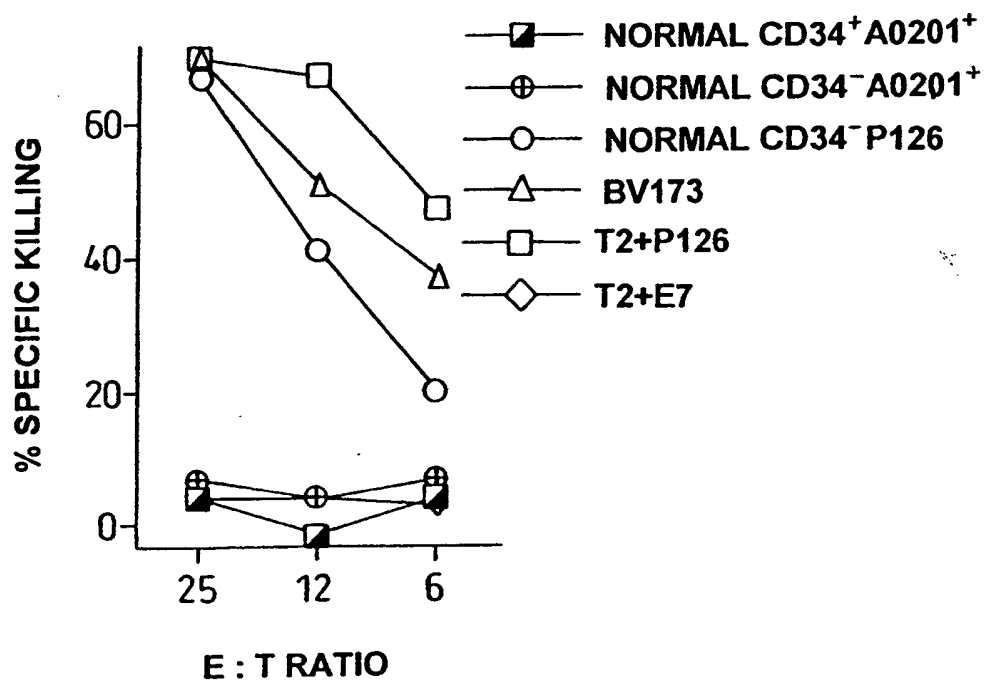 NORMAL CD34⁺A0201⁺
NORMAL CD34⁻A0201⁺
NORMAL CD34⁻P126
BV173
T2+P126
T2+E7
% SPECIFIC KILLING
60
40
20
0
25 12 6
E : T RATIO